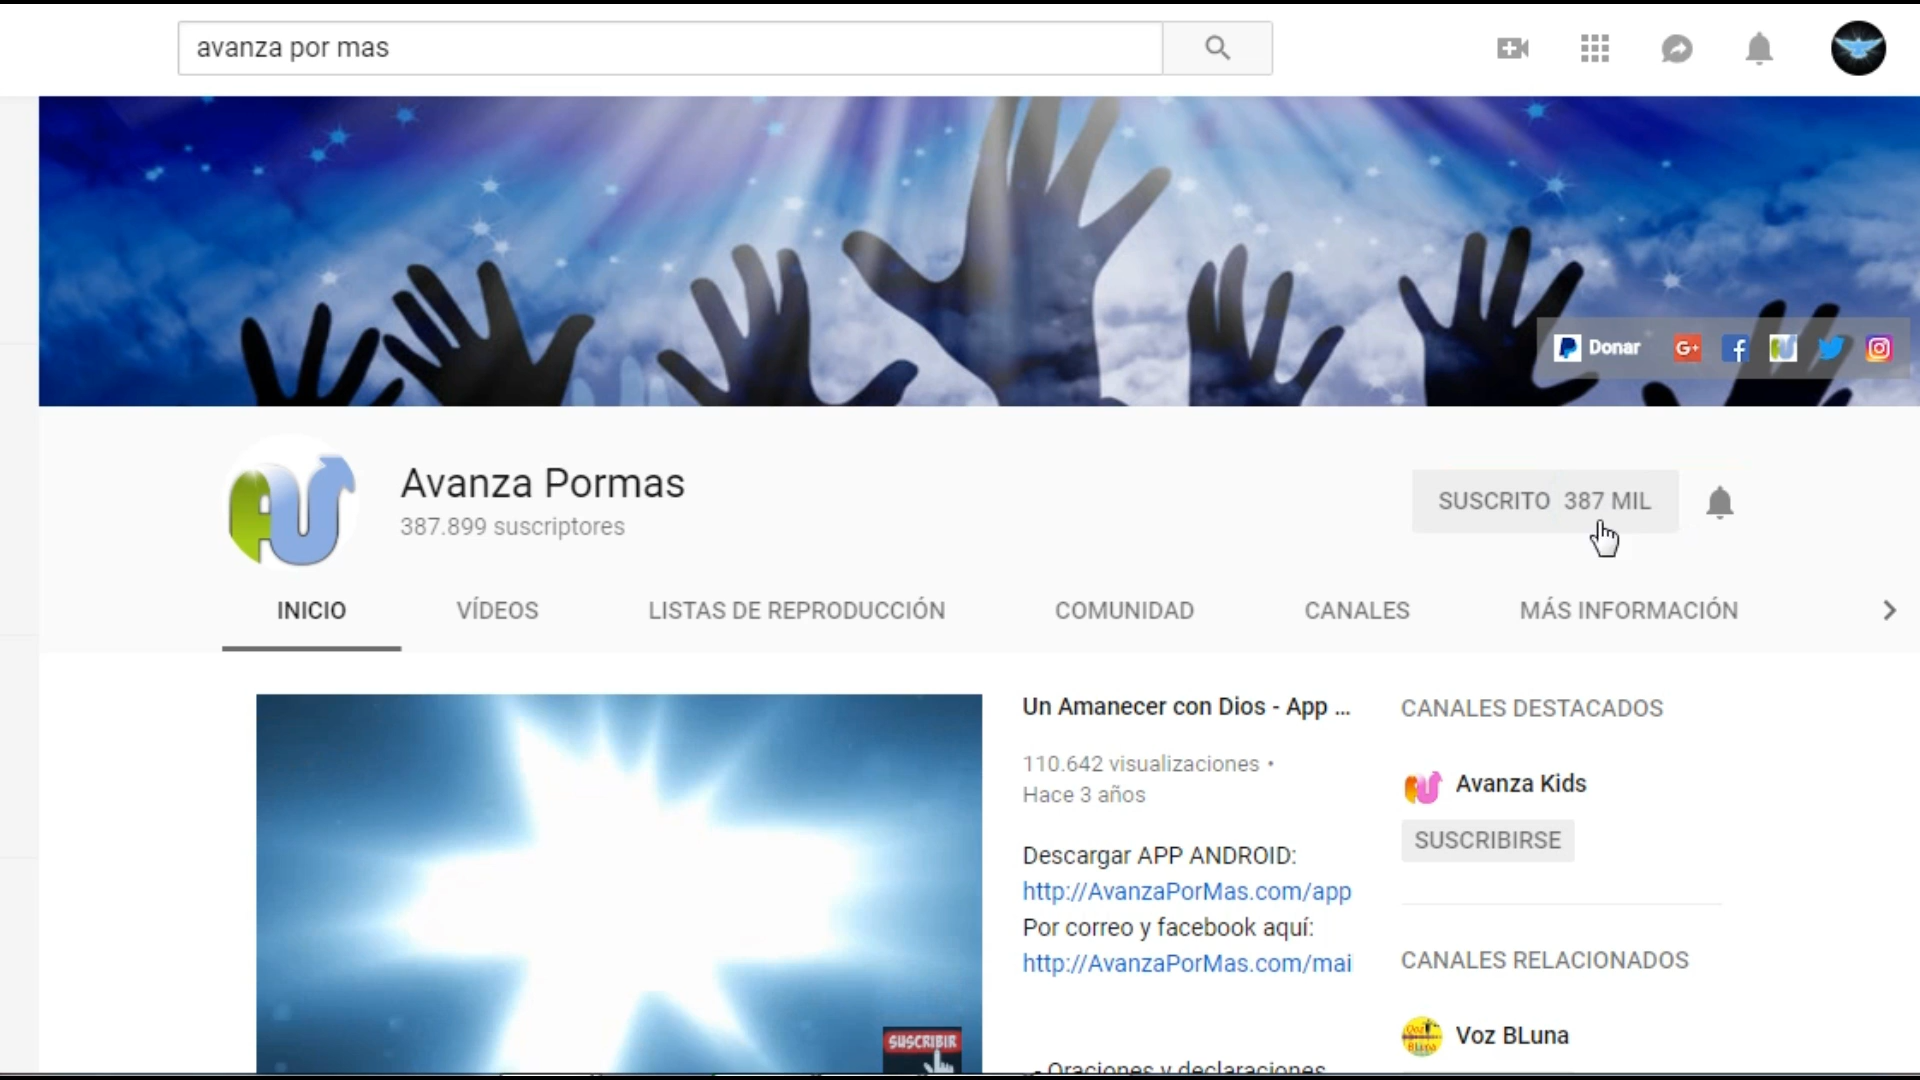 avanza por mas
Donar
Avanza Pormas
387.899 suscriptores
SUSCRITO 387 MIL
INICIO
VÍDEOS
LISTAS DE REPRODUCCIÓN
COMUNIDAD
CANALES
MÁS INFORMACIÓN
Un Amanecer con Dios - App ...
110.642 visualizaciones •
Hace 3 años
Descargar APP ANDROID:
http://AvanzaPorMas.com/app
Por correo y facebook aquí:
http://AvanzaPorMas.com/mai
- Oraciones y declaraciones
SUSCRIBIR
CANALES DESTACADOS
Avanza Kids
SUSCRIBIRSE
CANALES RELACIONADOS
Voz BLuna